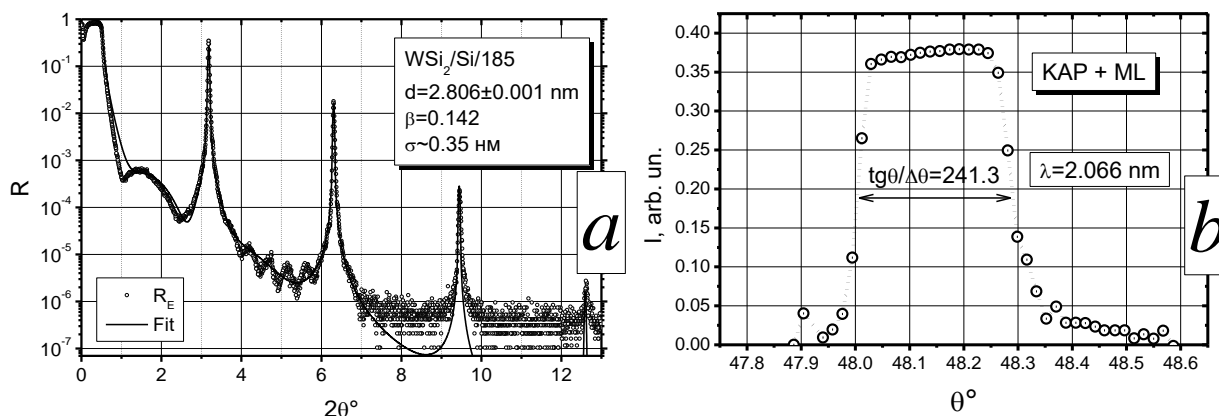 1
10⁻¹
10⁻²
10⁻³
10⁻⁴
10⁻⁵
10⁻⁶
10⁻⁷
R
WSi₂/Si/185
d=2.806±0.001 nm
β=0.142
σ~0.35 нм
a
R_E
Fit
0 2 4 6 8 10 12
2θ°
0.40
0.35
0.30
0.25
0.20
0.15
0.10
0.05
0.00
I, arb. un.
KAP + ML
λ=2.066 nm
tgθ/Δθ=241.3
b
47.8 47.9 48.0 48.1 48.2 48.3 48.4 48.5 48.6
θ°